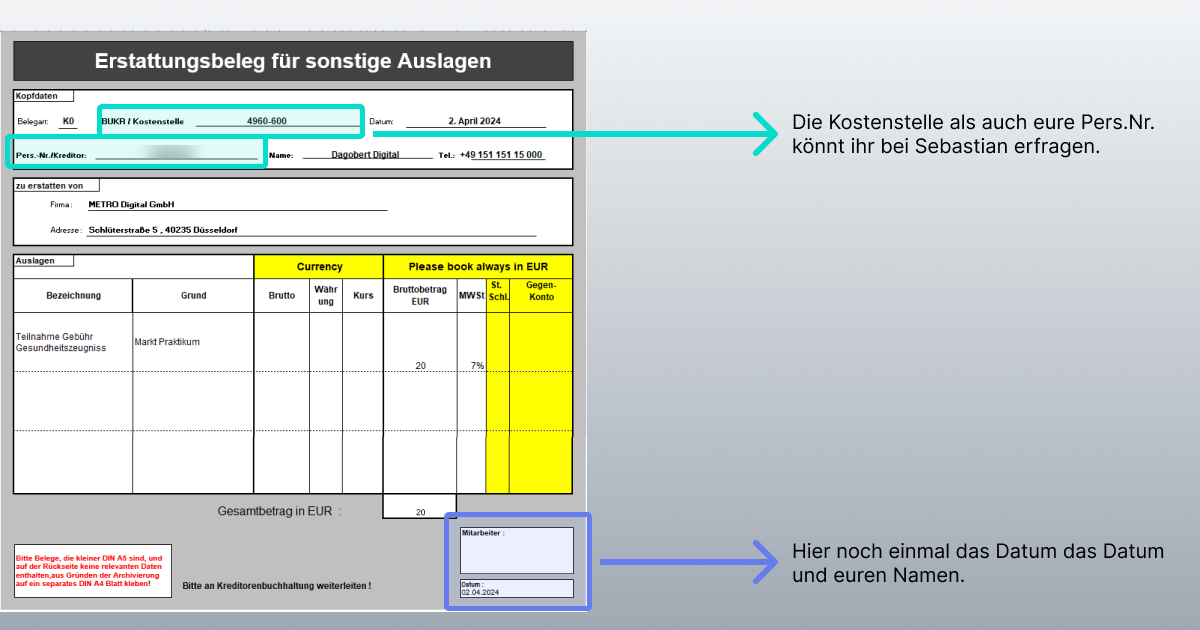 Erstattungsbeleg für sonstige Auslagen
Kopfdaten
Belegart: K0 BUKR / Kostenstelle 4960-600 Datum: 2. April 2024
Pers.-Nr./Kreditor: Name: Dagobert Digital Tel.: +49 151 151 15 000
Die Kostenstelle als auch eure Pers.Nr.
könnt ihr bei Sebastian erfragen.
zu erstatten von
Firma: METRO Digital GmbH
Adresse: Schlüterstraße 5 , 40235 Düsseldorf
Auslagen
Currency Please book always in EUR
Bezeichnung Grund Brutto Währ Kurs Bruttobetrag MWSt St. Gegen-
ung EUR Schl. Konto
Teilnahme Gebühr
Gesundheitszeugniss Markt Praktikum
20 7%
Gesamtbetrag in EUR : 20
Mitarbeiter :
Datum :
02.04.2024
Bitte Belege, die kleiner DIN A5 sind, und
auf der Rückseite keine relevanten Daten
enthalten,aus Gründen der Archivierung
auf ein separates DIN A4 Blatt kleben!
Bitte an Kreditorenbuchhaltung weiterleiten !
Hier noch einmal das Datum das Datum
und euren Namen.